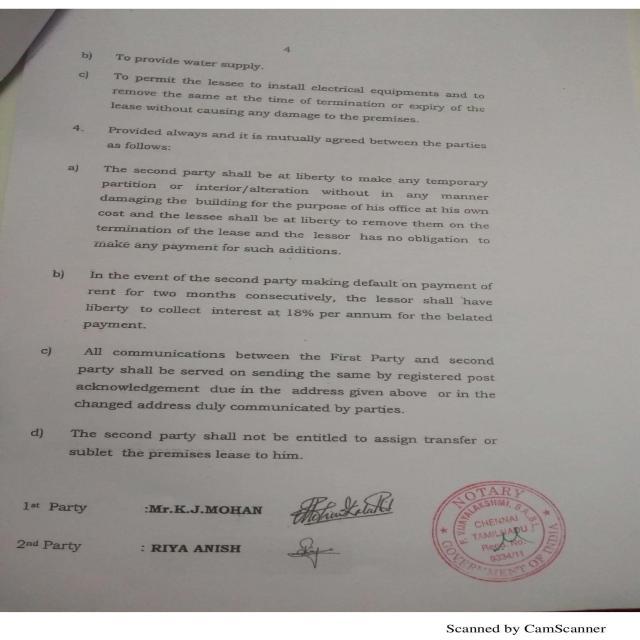 4
b) To provide water supply.
c) To permit the lessee to install electrical equipments and to
remove the same at the time of termination or expiry of the
lease without causing any damage to the premises.
4. Provided always and it is mutually agreed between the parties
as follows:
a) The second party shall be at liberty to make any temporary
partition or interior/alteration without in any manner
damaging the building for the purpose of his office at his own
cost and the lessee shall be at liberty to remove them on the
termination of the lease and the lessor has no obligation to
make any payment for such additions.
b) In the event of the second party making default on payment of
rent for two months consecutively, the lessor shall have
liberty to collect interest at 18% per annum for the belated
payment.
c) All communications between the First Party and second
party shall be served on sending the same by registered post
acknowledgement due in the address given above or in the
changed address duly communicated by parties.
d) The second party shall not be entitled to assign transfer or
sublet the premises lease to him.
1st Party :Mr.K.J.MOHAN
2nd Party : RIYA ANISH
NOTARY
VIJAYALAKSHMI, B.A.B.L.
CHENNAI
TAMILNADU
Regd. No.
9334/11
GOVERNMENT OF INDIA
Scanned by CamScanner